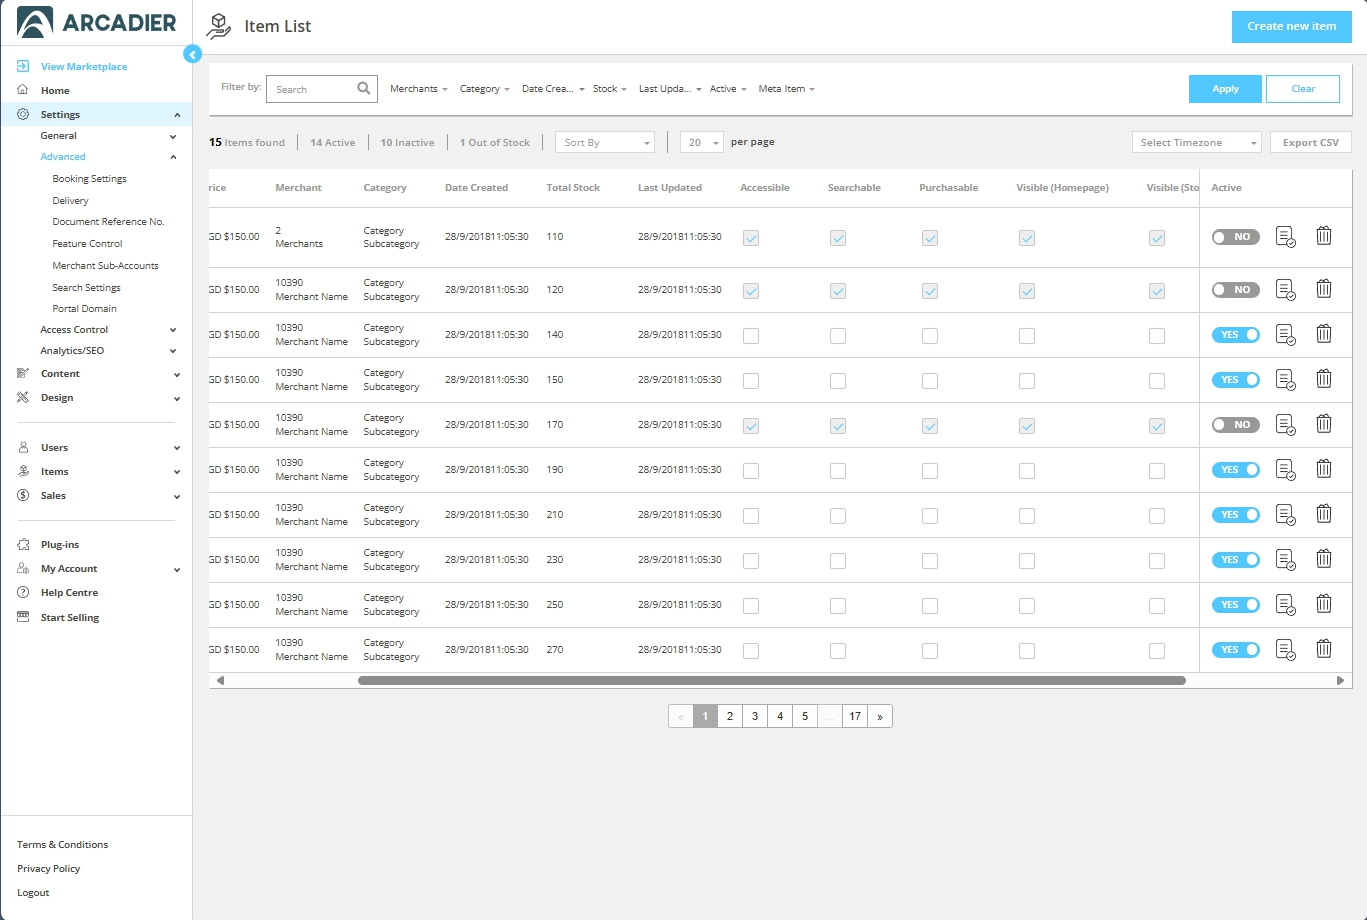 ARCADIER
Item List
Create new item
View Marketplace
Home
Settings
General
Advanced
Booking Settings
Delivery
Document Reference No.
Feature Control
Merchant Sub-Accounts
Search Settings
Portal Domain
Access Control
Analytics/SEO
Content
Design
Users
Items
Sales
$
Plug-ins
My Account
Help Centre
Start Selling
Terms & Conditions
Privacy Policy
Logout
Filter by: Search Merchants Category Date Crea... Stock Last Upda... Active Meta Item Apply Clear
15 Items found 14 Active 10 Inactive 1 Out of Stock Sort By 20 per page Select Timezone Export CSV
rice Merchant Category Date Created Total Stock Last Updated Accessible Searchable Purchasable Visible (Homepage) Visible (Sto Active
GD $150.00 2 Category 28/9/201811:05:30 110 28/9/201811:05:30 NO
Merchants Subcategory
GD $150.00 10390 Category 28/9/201811:05:30 120 28/9/201811:05:30 NO
Merchant Name Subcategory
GD $150.00 10390 Category 28/9/201811:05:30 140 28/9/201811:05:30 YES
Merchant Name Subcategory
GD $150.00 10390 Category 28/9/201811:05:30 150 28/9/201811:05:30 YES
Merchant Name Subcategory
GD $150.00 10390 Category 28/9/201811:05:30 170 28/9/201811:05:30 NO
Merchant Name Subcategory
GD $150.00 10390 Category 28/9/201811:05:30 190 28/9/201811:05:30 YES
Merchant Name Subcategory
GD $150.00 10390 Category 28/9/201811:05:30 210 28/9/201811:05:30 YES
Merchant Name Subcategory
GD $150.00 10390 Category 28/9/201811:05:30 230 28/9/201811:05:30 YES
Merchant Name Subcategory
GD $150.00 10390 Category 28/9/201811:05:30 250 28/9/201811:05:30 YES
Merchant Name Subcategory
GD $150.00 10390 Category 28/9/201811:05:30 270 28/9/201811:05:30 YES
Merchant Name Subcategory
« 1 2 3 4 5 ... 17 »